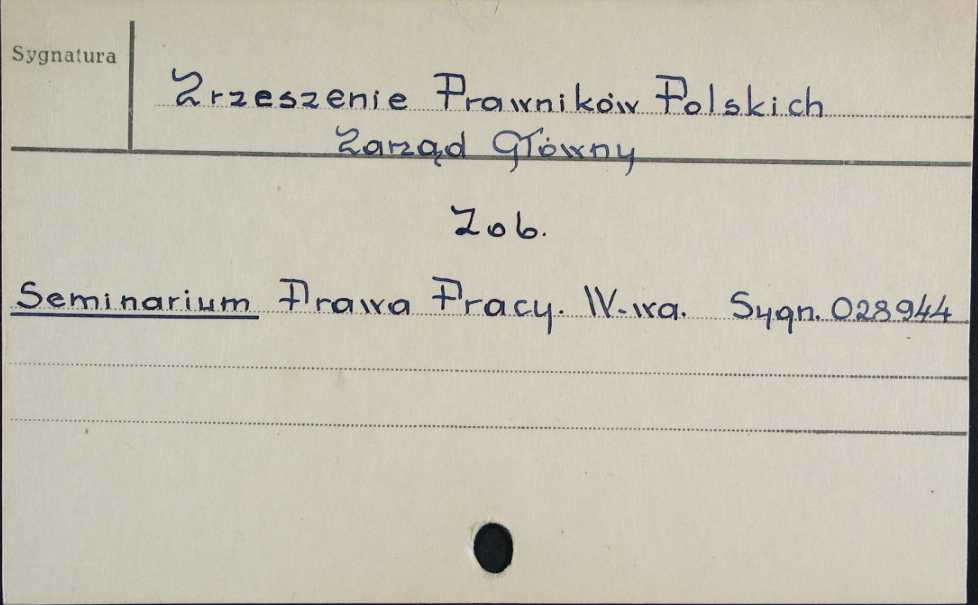 Sygnatura
Zrzeszenie Prawników Polskich
Zarząd Główny
Zob.
Seminarium Prawa Pracy. W-wa. Sygn. 028944